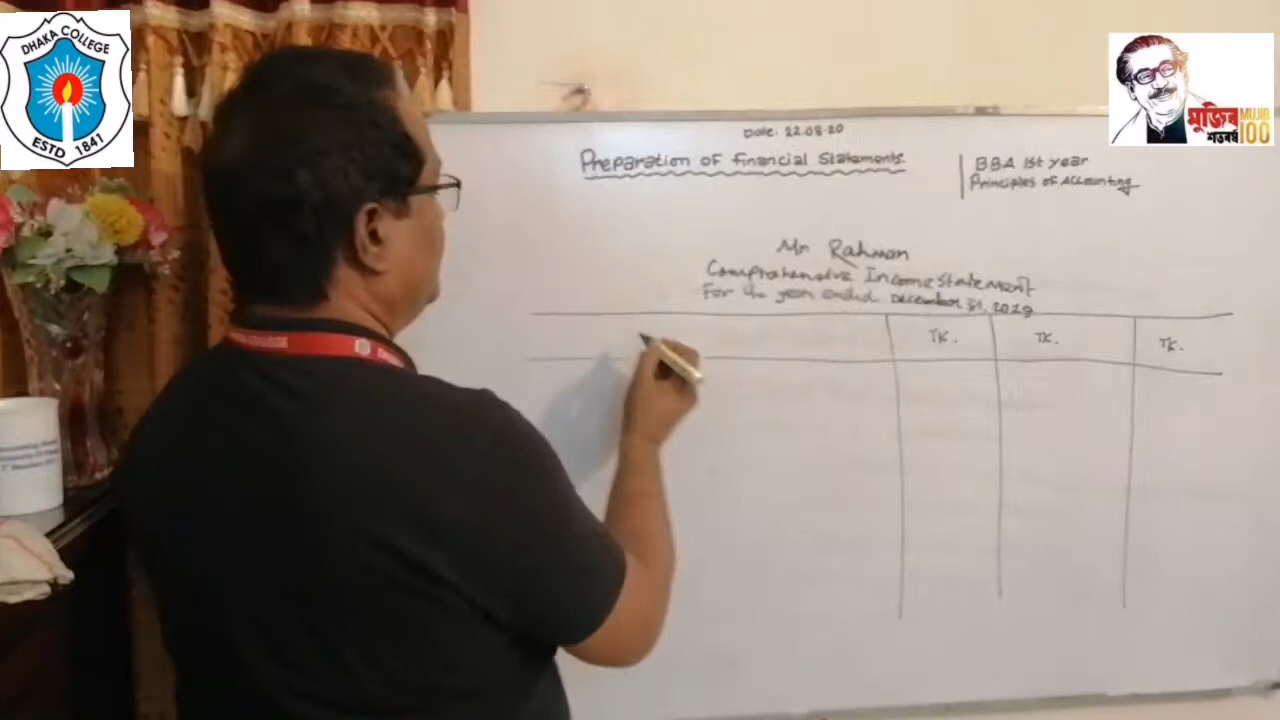 DHAKA COLLEGE
ESTD 1841
মুজিব MUJIB
শতবর্ষ 100
Date. 22.08.20
Preparation of Financial Statements.
BBA 1st year
Principles of Accounting
Mr Rahman
Comprehensive Income Statement
For the year ended December 31, 2019
TK. TK. TK.